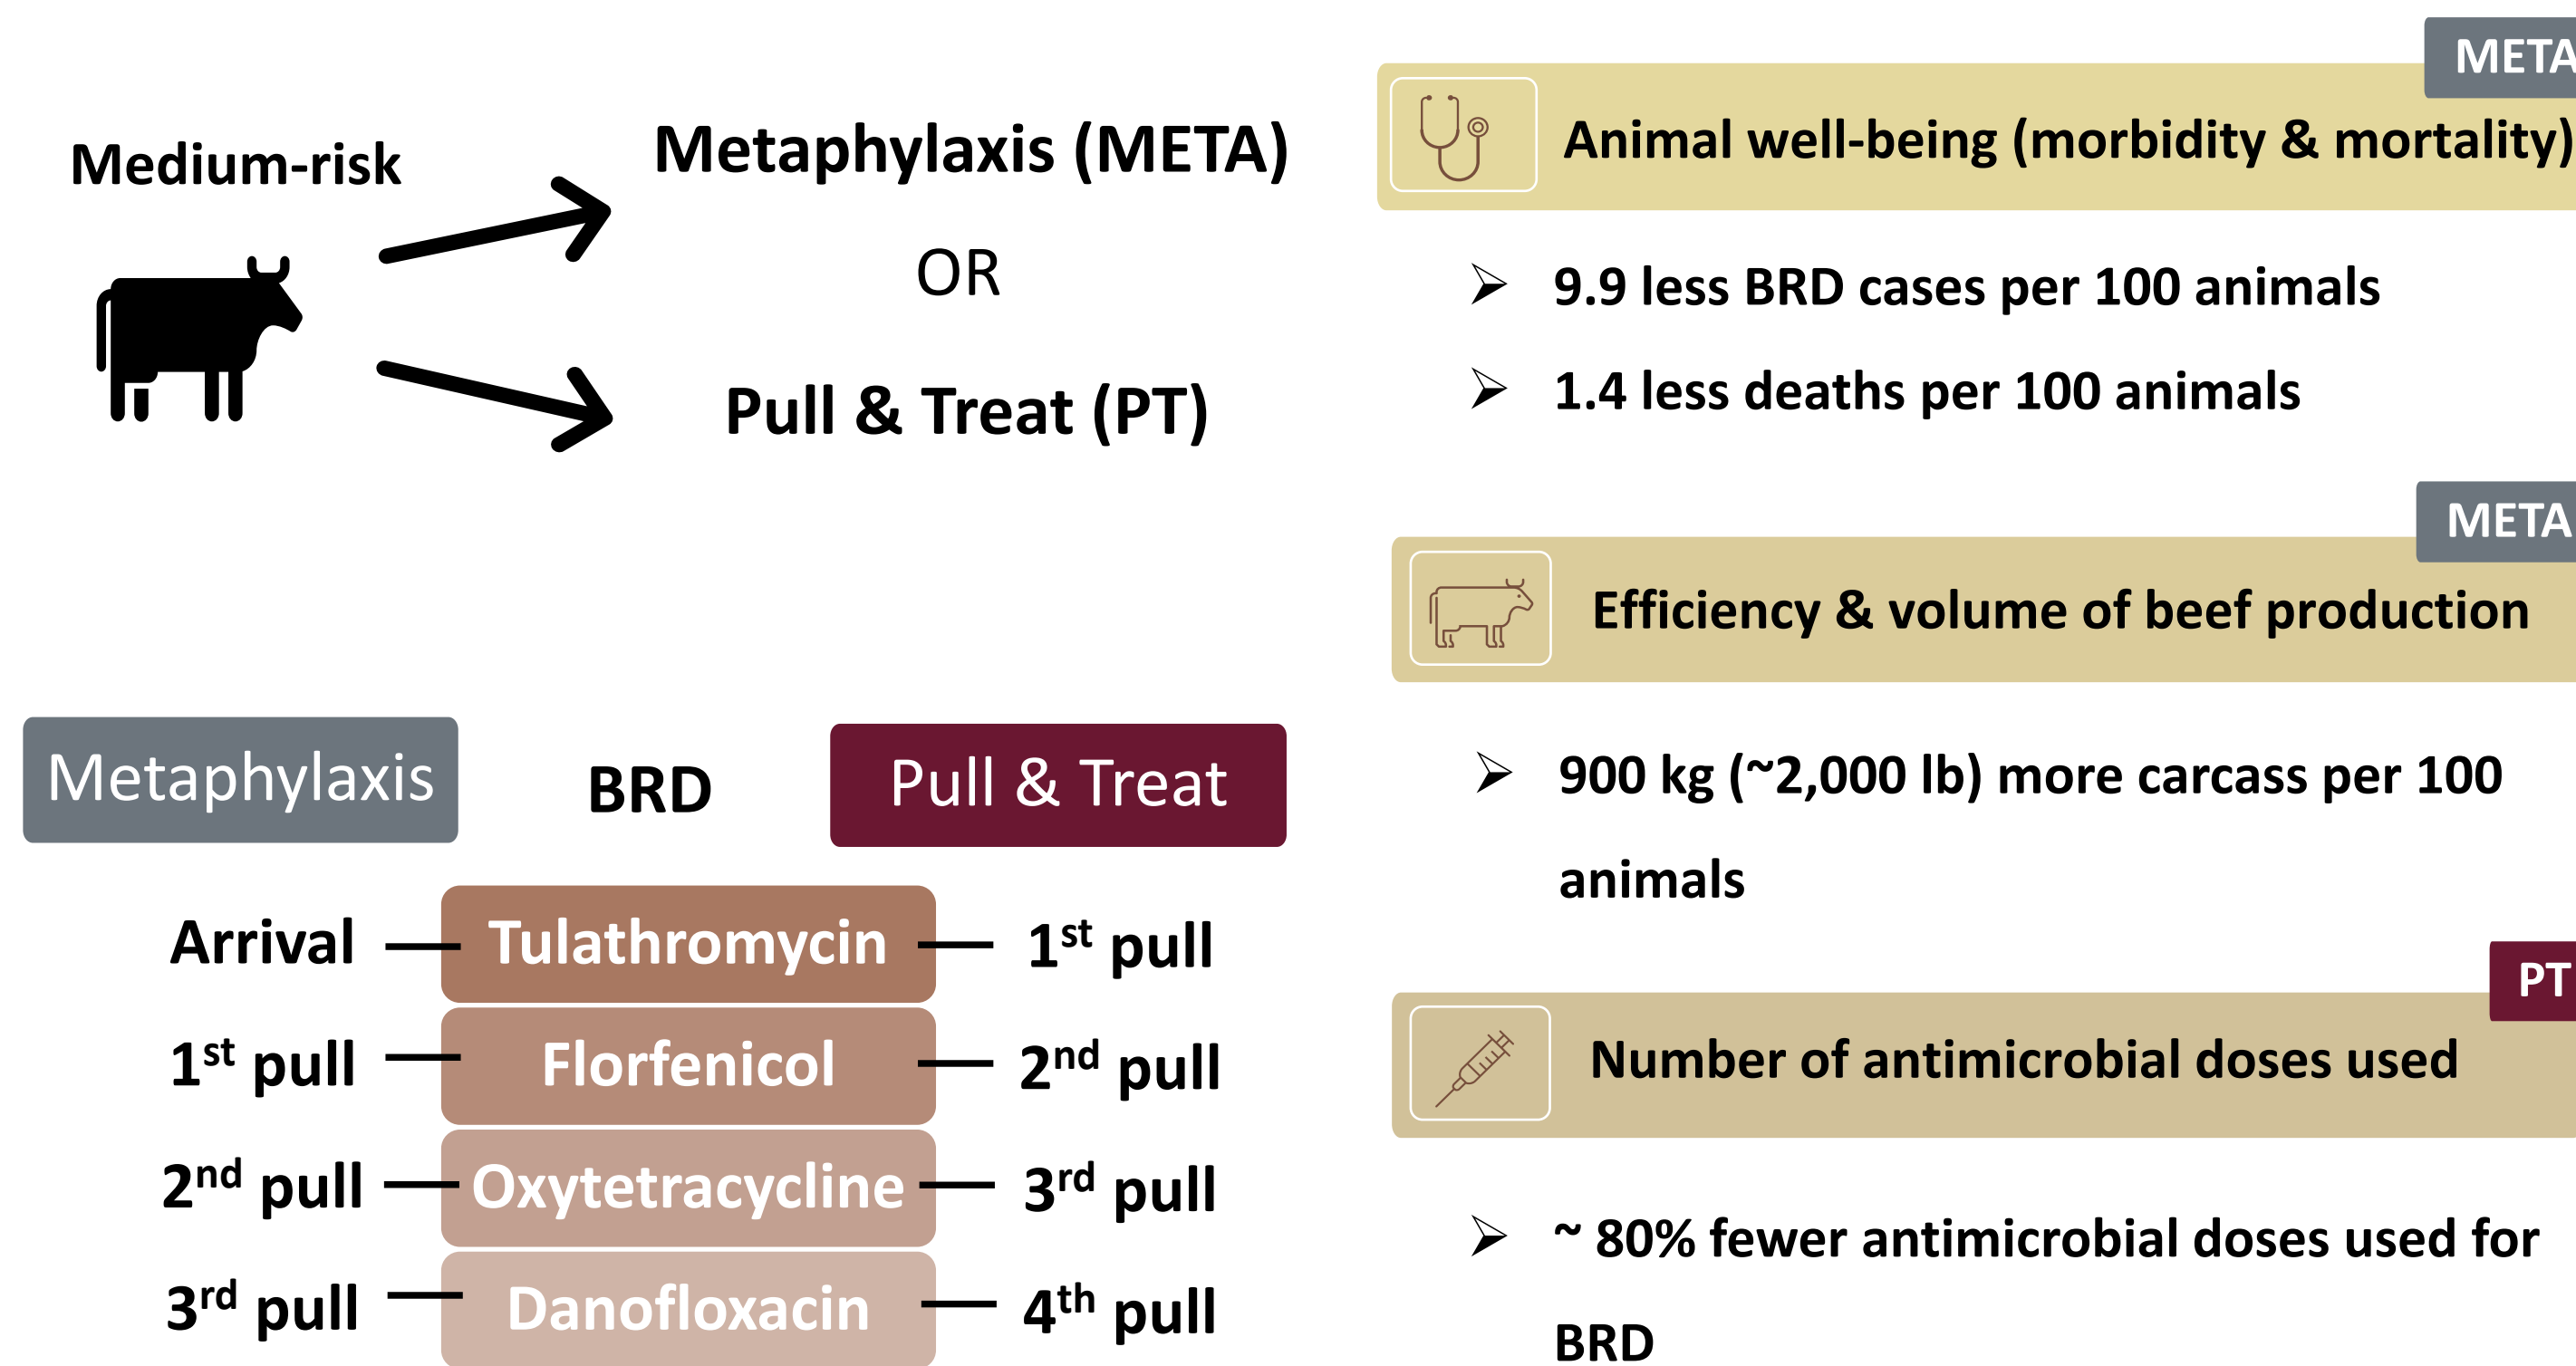 Medium-risk
Metaphylaxis (META)
OR
Pull & Treat (PT)
Metaphylaxis
BRD
Pull & Treat
Arrival
Tulathromycin
1st pull
1st pull
Florfenicol
2nd pull
2nd pull
Oxytetracycline
3rd pull
3rd pull
Danofloxacin
4th pull
META
Animal well-being (morbidity & mortality)
9.9 less BRD cases per 100 animals
1.4 less deaths per 100 animals
META
Efficiency & volume of beef production
900 kg (~2,000 lb) more carcass per 100
animals
PT
Number of antimicrobial doses used
~ 80% fewer antimicrobial doses used for
BRD